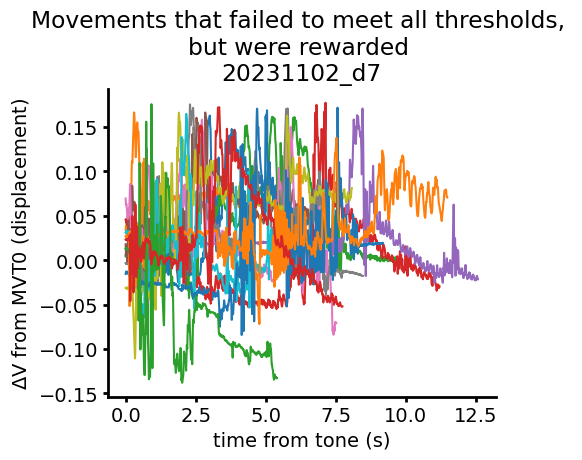 Movements that failed to meet all thresholds,
but were rewarded
20231102_d7
ΔV from MVT0 (displacement)
0.15
0.10
0.05
0.00
−0.05
−0.10
−0.15
0.0 2.5 5.0 7.5 10.0 12.5
time from tone (s)